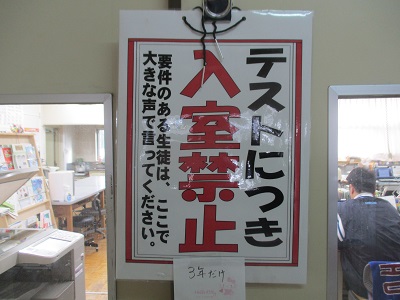 テストにつき
入室禁止
要件のある生徒は、ここで
大きな声で言ってください。
3年だけ